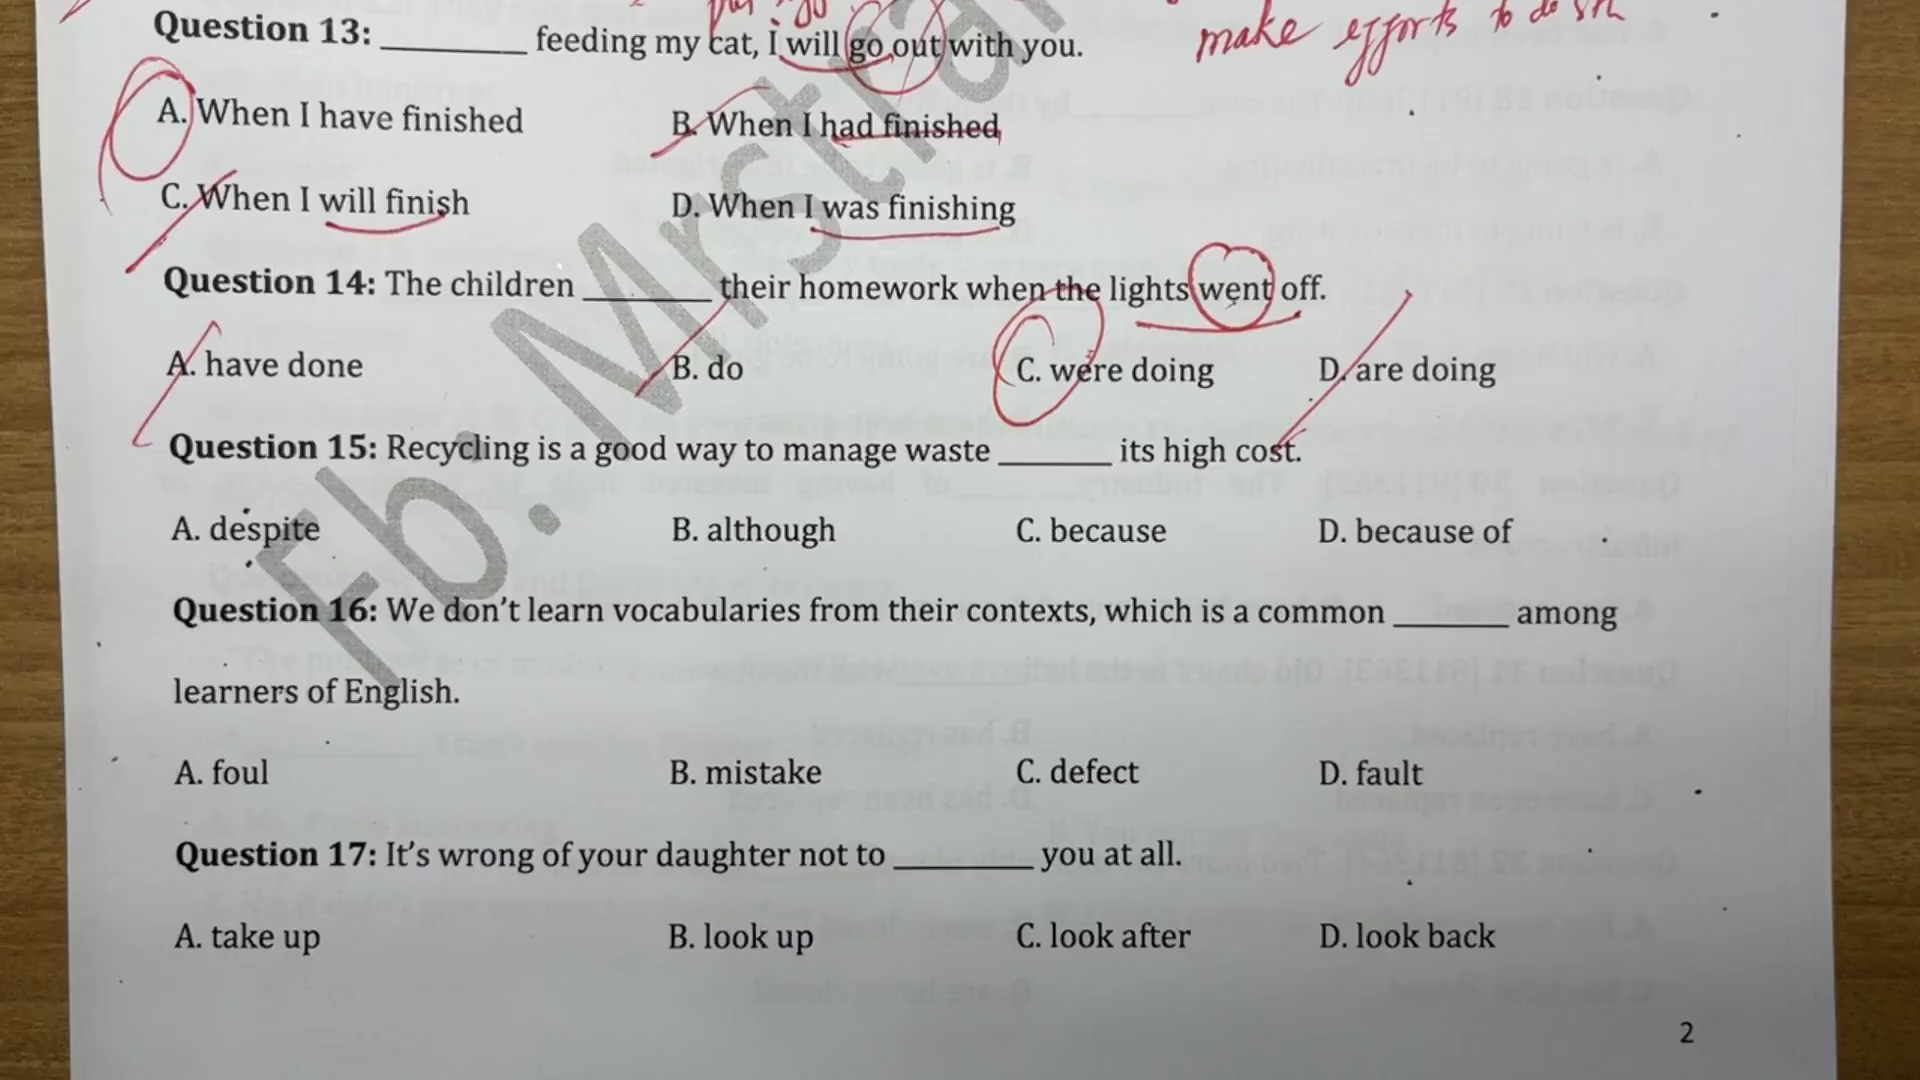 make efforts to do sth
Question 13: ________ feeding my cat, I will go out with you.
A. When I have finished B. When I had finished
C. When I will finish D. When I was finishing
Question 14: The children ________ their homework when the lights went off.
A. have done B. do C. were doing D. are doing
Question 15: Recycling is a good way to manage waste _______ its high cost.
A. despite B. although C. because D. because of
Question 16: We don't learn vocabularies from their contexts, which is a common _______ among
learners of English.
A. foul B. mistake C. defect D. fault
Question 17: It's wrong of your daughter not to _________ you at all.
A. take up B. look up C. look after D. look back
2